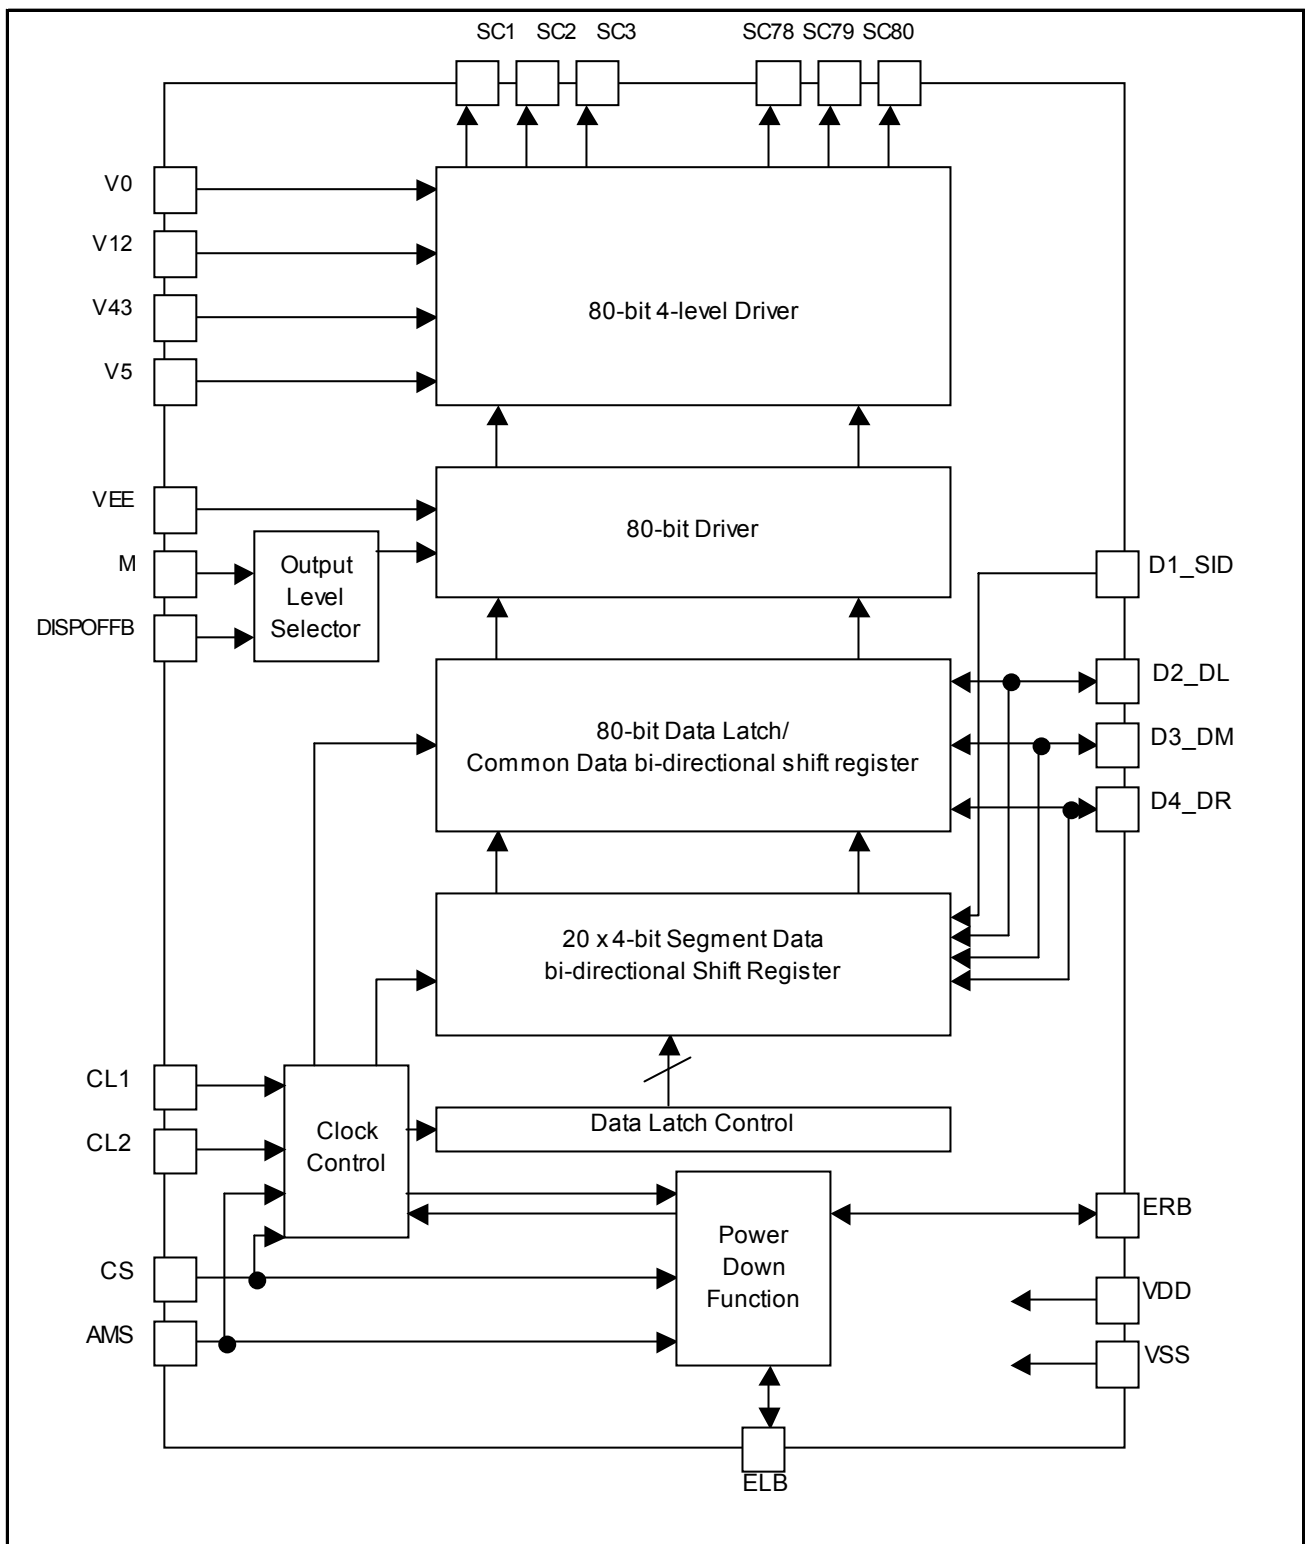 SC1 SC2 SC3 SC78 SC79 SC80
V0
V12
V43
V5
80-bit 4-level Driver
VEE
M
DISPOFFB
Output
Level
Selector
80-bit Driver
D1_SID
D2_DL
D3_DM
D4_DR
80-bit Data Latch/
Common Data bi-directional shift register
20 x 4-bit Segment Data
bi-directional Shift Register
CL1
CL2
Clock
Control
Data Latch Control
CS
AMS
Power
Down
Function
ERB
VDD
VSS
ELB